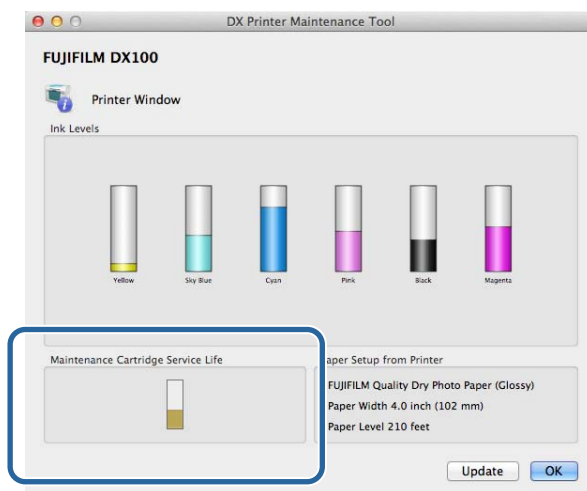 DX Printer Maintenance Tool
FUJIFILM DX100
Printer Window
Ink Levels
Yellow Sky Blue Cyan Pink Black Magenta
Maintenance Cartridge Service Life
aper Setup from Printer
FUJIFILM Quality Dry Photo Paper (Glossy)
Paper Width 4.0 inch (102 mm)
Paper Level 210 feet
Update OK